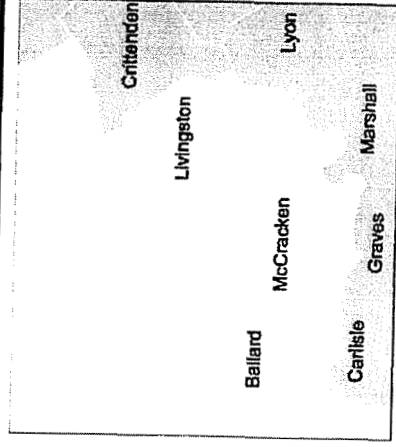 Crittenden
Livingston
Lyon
Marshall
McCracken
Graves
Ballard
Carlisle